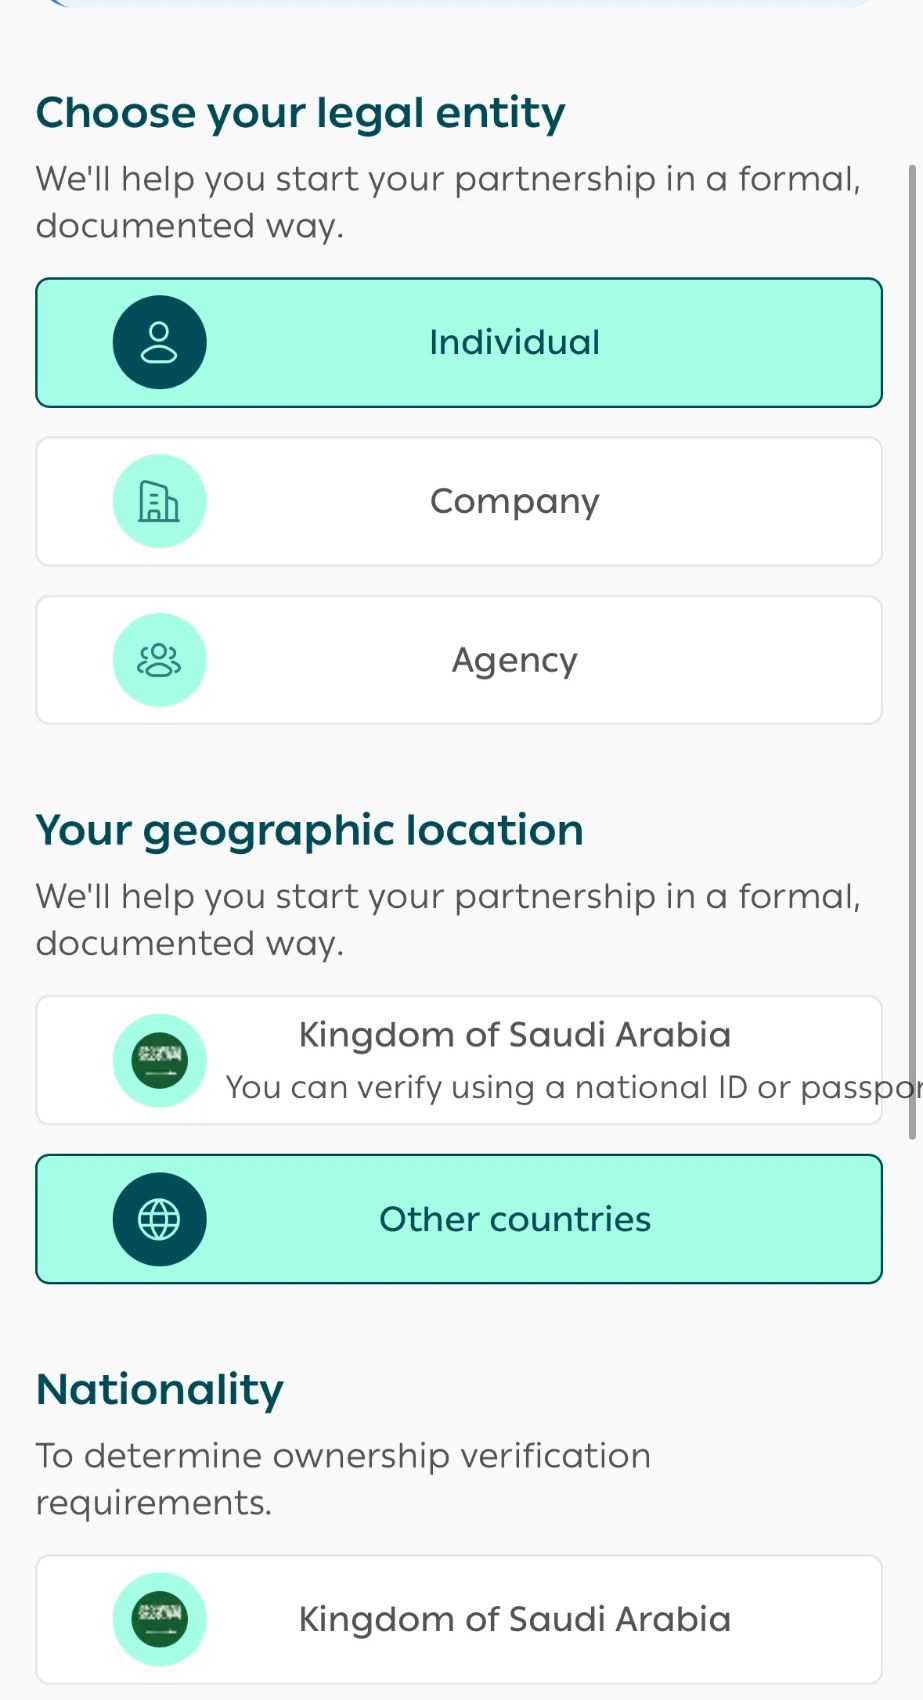 Choose your legal entity
We'll help you start your partnership in a formal,
documented way.
Individual
Company
Agency
Your geographic location
We'll help you start your partnership in a formal,
documented way.
Kingdom of Saudi Arabia
You can verify using a national ID or passpor
Other countries
Nationality
To determine ownership verification
requirements.
Kingdom of Saudi Arabia